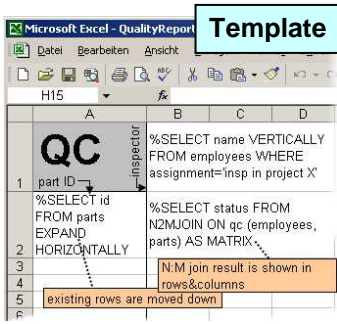 Microsoft Excel - QualityRepor
Template
Datei Bearbeiten Ansicht
H15 fx
A B C D
QC
inspector
part ID
%SELECT name VERTICALLY
FROM employees WHERE
assignment='insp in project X'
1
%SELECT id
FROM parts
EXPAND
HORIZONTALLY
%SELECT status FROM
N2MJOIN ON qc (employees,
parts) AS MATRIX
2
3
N:M join result is shown in
rows&columns
4
5
existing rows are moved down
6